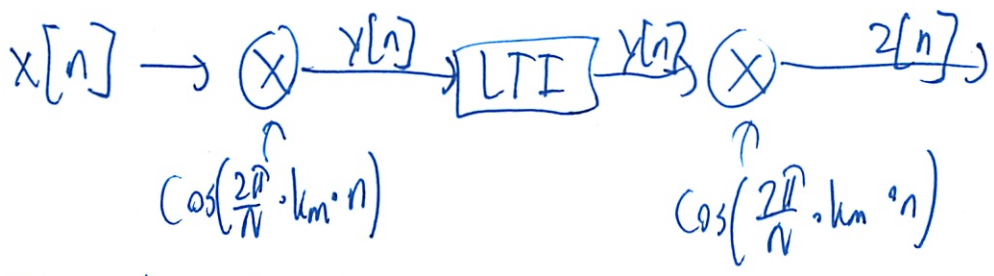 x[n] → ⊗ y[n] → LTI y[n] → ⊗ z[n] →
↑ ↑
Cos(2π/N · km · n) Cos(2π/N · km · n)